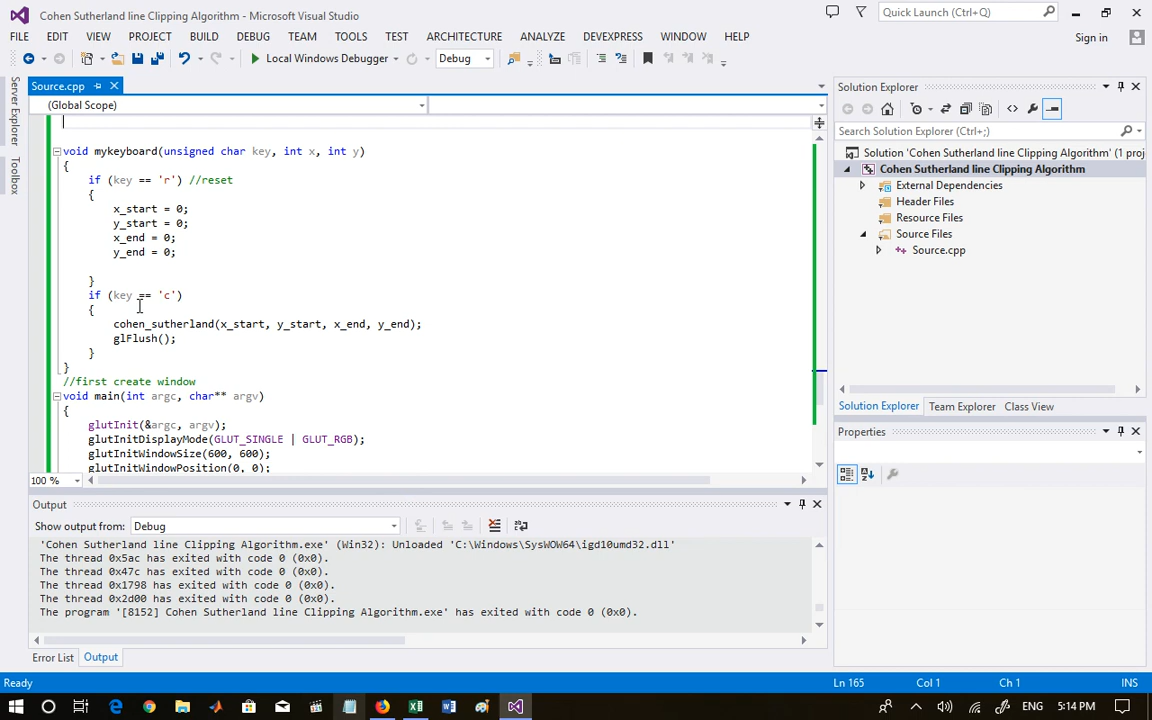 Cohen Sutherland line Clipping Algorithm - Microsoft Visual Studio
Quick Launch (Ctrl+Q)
FILE EDIT VIEW PROJECT BUILD DEBUG TEAM TOOLS TEST ARCHITECTURE ANALYZE DEVEXPRESS WINDOW HELP
Sign in
Local Windows Debugger
Debug
Server Explorer
Toolbox
Source.cpp
(Global Scope)
void mykeyboard(unsigned char key, int x, int y)
{
if (key == 'r') //reset
{
x_start = 0;
y_start = 0;
x_end = 0;
y_end = 0;
}
if (key == 'c')
{
cohen_sutherland(x_start, y_start, x_end, y_end);
glFlush();
}
}
//first create window
void main(int argc, char** argv)
{
glutInit(&argc, argv);
glutInitDisplayMode(GLUT_SINGLE | GLUT_RGB);
glutInitWindowSize(600, 600);
glutInitWindowPosition(0, 0);
100 %
Solution Explorer
Search Solution Explorer (Ctrl+;)
Solution 'Cohen Sutherland line Clipping Algorithm' (1 proj
Cohen Sutherland line Clipping Algorithm
External Dependencies
Header Files
Resource Files
Source Files
Source.cpp
Solution Explorer Team Explorer Class View
Properties
Output
Show output from: Debug
'Cohen Sutherland line Clipping Algorithm.exe' (Win32): Unloaded 'C:\Windows\SysWOW64\igd10umd32.dll'
The thread 0x5ac has exited with code 0 (0x0).
The thread 0x47c has exited with code 0 (0x0).
The thread 0x1798 has exited with code 0 (0x0).
The thread 0x2d00 has exited with code 0 (0x0).
The program '[8152] Cohen Sutherland line Clipping Algorithm.exe' has exited with code 0 (0x0).
Error List Output
Ready
Ln 165 Col 1 Ch 1 INS
ENG 5:14 PM